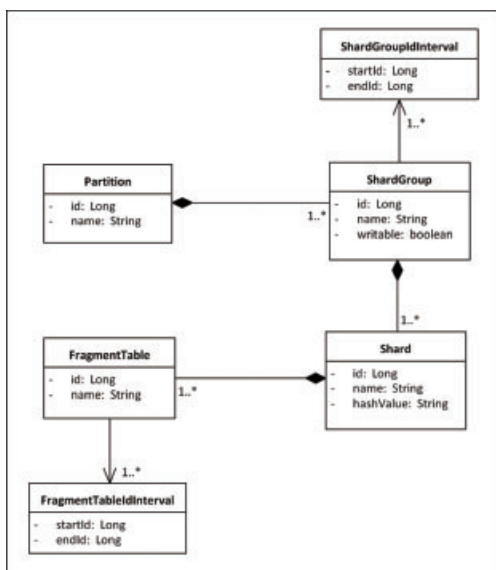 ShardGroupIdInterval
- startId: Long
- endId: Long
1..*
Partition
- id: Long
- name: String
1..*
ShardGroup
- id: Long
- name: String
- writable: boolean
1..*
FragmentTable
- id: Long
- name: String
1..*
Shard
- id: Long
- name: String
- hashValue: String
1..*
FragmentTableIdInterval
- startId: Long
- endId: Long